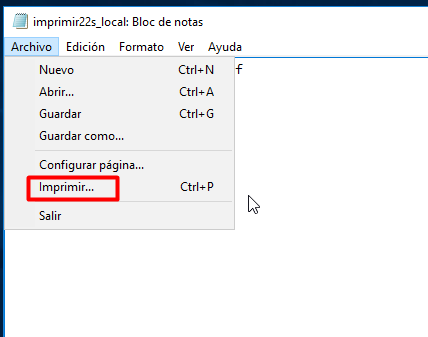 imprimir22s_local: Bloc de notas
Archivo Edición Formato Ver Ayuda
Nuevo Ctrl+N f
Abrir... Ctrl+A
Guardar Ctrl+G
Guardar como...
Configurar página...
Imprimir... Ctrl+P
Salir